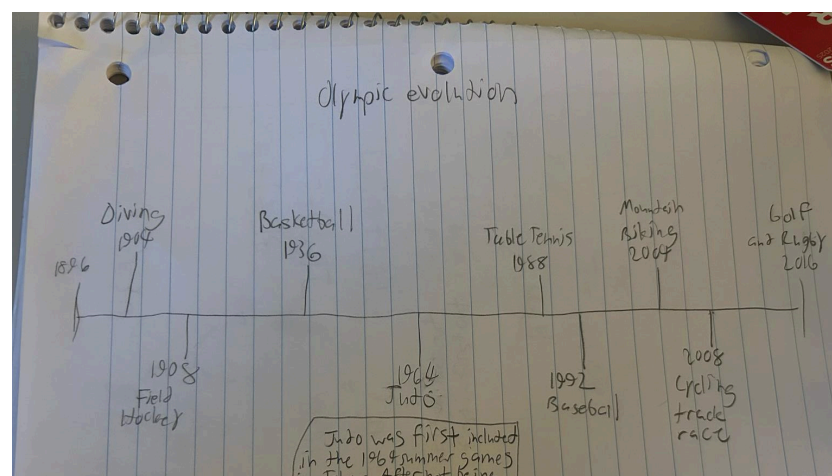 Olympic evolution
Diving
1904
Basketball
1936
Table Tennis
1988
Mountain
Biking
2004
Golf
and Rugby
2016
1896
1908
Field
Hockey
1964
Judo
1992
Baseball
2008
Cycling
track
race
Judo was first included
in the 1964 summer games